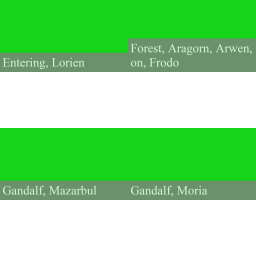 Entering, Lorien
Forest, Aragorn, Arwen,
on, Frodo
Gandalf, Mazarbul
Gandalf, Moria